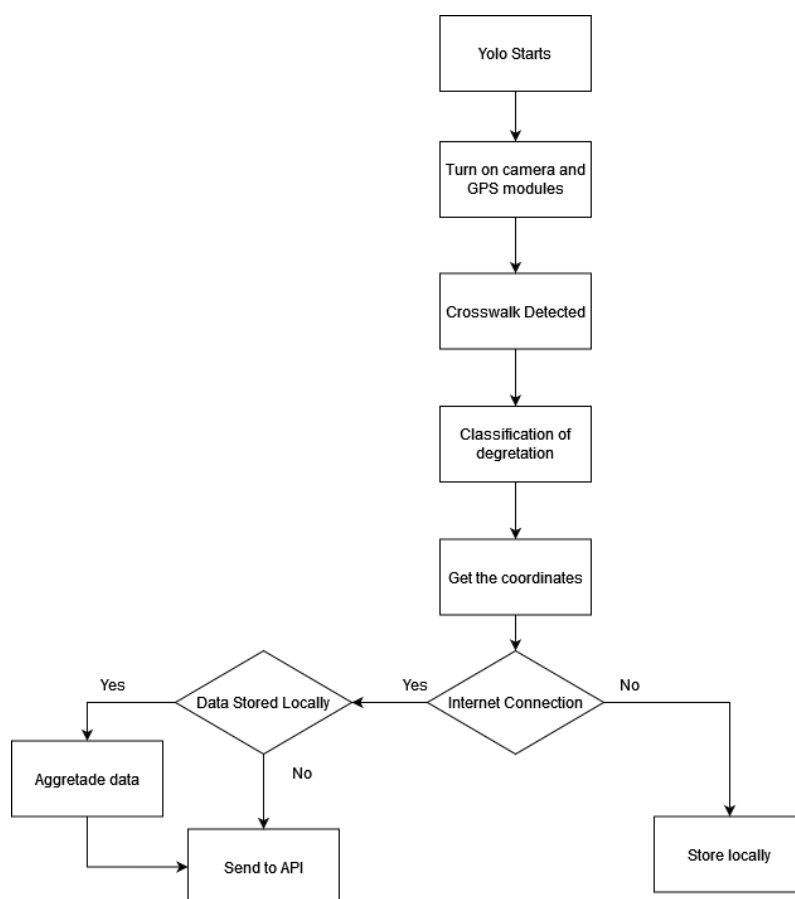 Yolo Starts
Turn on camera and
GPS modules
Crosswalk Detected
Classification of
degretation
Get the coordinates
Internet Connection
Yes
No
Data Stored Locally
Yes
No
Aggretade data
Send to API
Store locally